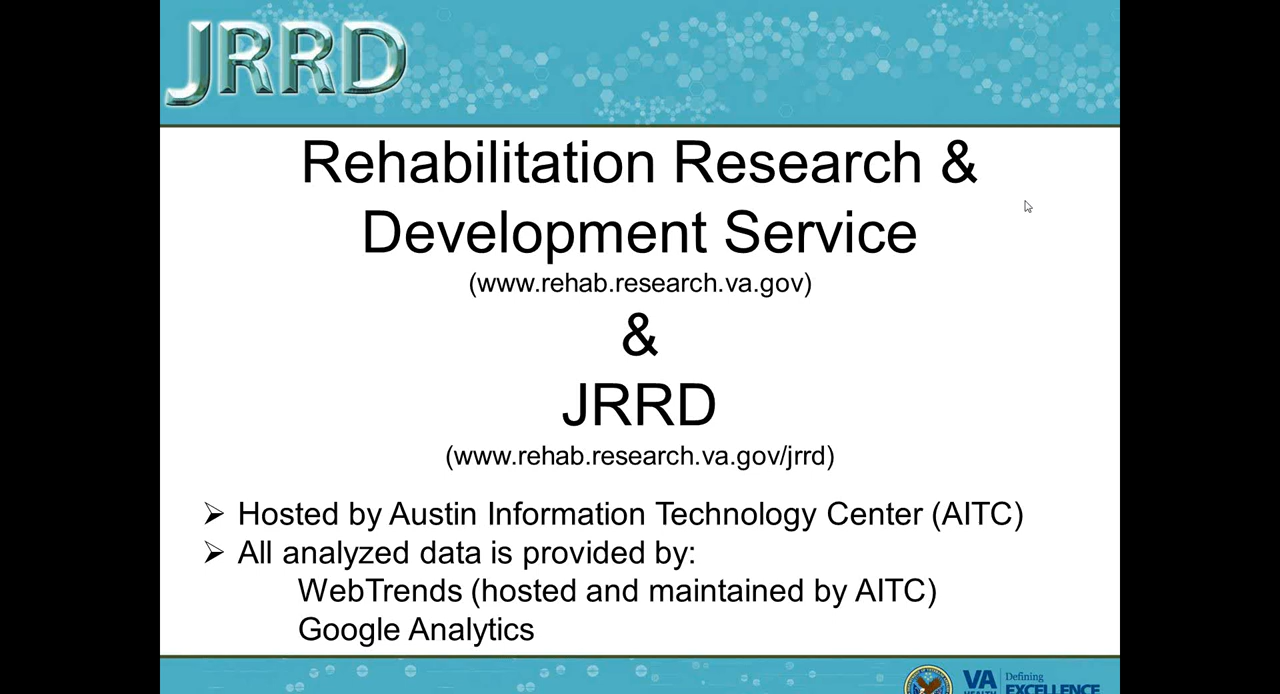 JRRD
Rehabilitation Research &
Development Service
(www.rehab.research.va.gov)
&
JRRD
(www.rehab.research.va.gov/jrrd)
Hosted by Austin Information Technology Center (AITC)
All analyzed data is provided by:
WebTrends (hosted and maintained by AITC)
Google Analytics
VA
Defining
HEALTH
EXCELLENCE